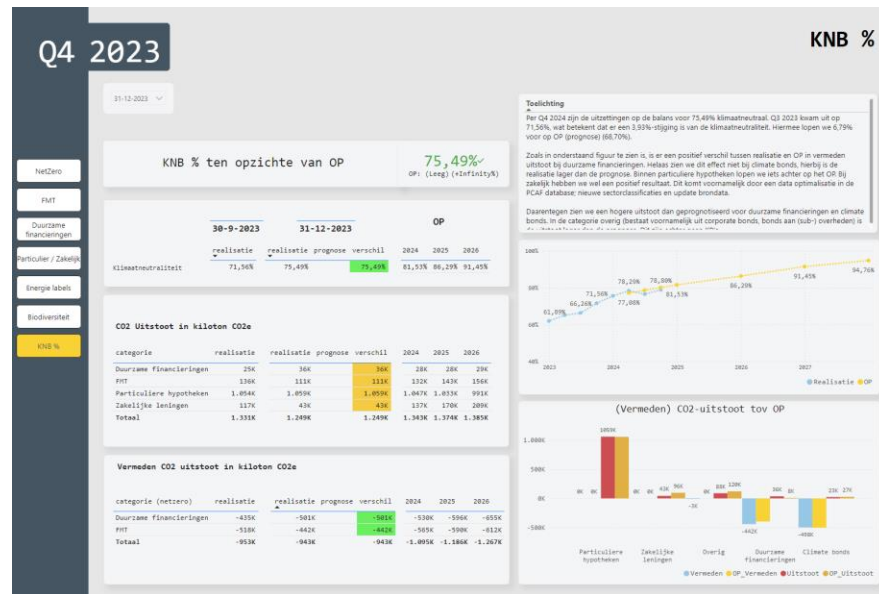 Q4 2023
KNB %
31-12-2023
NetZero
FMT
Duurzame
financieringen
Particulier / Zakelijk
Energie labels
Biodiversiteit
KNB %
KNB % ten opzichte van OP
75,49%
OP: (Leeg) (+Infinity%)
30-9-2023 31-12-2023 OP
realisatie realisatie prognose verschil 2024 2025 2026
Klimaatneutraliteit 71,56% 75,49% 75,49% 81,53% 86,29% 91,45%
CO2 Uitstoot in kiloton CO2e
categorie realisatie realisatie prognose verschil 2024 2025 2026
Duurzame financieringen 25K 36K 36K 28K 28K 29K
FMT 136K 111K 111K 132K 143K 156K
Particuliere hypotheken 1.054K 1.059K 1.059K 1.047K 1.033K 991K
Zakelijke leningen 117K 43K 43K 137K 170K 209K
Totaal 1.331K 1.249K 1.249K 1.343K 1.374K 1.385K
Vermeden CO2 uitstoot in kiloton CO2e
categorie (netzero) realisatie realisatie prognose verschil 2024 2025 2026
Duurzame financieringen -435K -501K -501K -530K -596K -655K
FMT -518K -442K -442K -565K -590K -612K
Totaal -953K -943K -943K -1.095K -1.186K -1.267K
Toelichting
Per Q4 2024 zijn de uitzettingen op de balans voor 75,49% klimaatneutraal. Q3 2023 kwam uit op
71,56%, wat betekent dat er een 3,93%-stijging is van de klimaatneutraliteit. Hiermee lopen we 6,79%
voor op OP (prognose) (68,70%).
Zoals in onderstaand figuur te zien is, is er een positief verschil tussen realisatie en OP in vermeden
uitstoot bij duurzame financieringen. Helaas zien we dit effect niet bij climate bonds, hierbij is de
realisatie lager dan de prognose. Binnen particuliere hypotheken lopen we iets achter op het OR Bij
zakelijk hebben we wel een positief resultaat. Dit komt voornamelijk door een data optimalisatie in de
PCAF database; nieuwe sectorclassificaties en update brondata.
Daarentegen zien we een hogere uitstoot dan geprognotiseerd voor duurzame financieringen en climate
bonds. In de categorie overig (bestaat voornamelijk uit corporate bonds, bonds aan (sub-) overheden) is
100%
80%
60%
40%
61,89% 66,26% 71,56% 77,00% 78,29% 78,80% 81,53% 86,29% 91,45% 94,76%
2023 2024 2025 2026 2027
Realisatie OP
(Vermeden) CO2-uitstoot tov OP
1.000K
500K
0K
-500K
0K 0K 1059K 0K 0K 43K 96K -3K 0K 88K 128K -442K 36K 8K -498K 23K 27K
Particuliere hypotheken
Zakelijke leningen
Overig
Duurzame financieringen
Climate bonds
Vermeden OP_Vermeden Uitstoot OP_Uitstoot